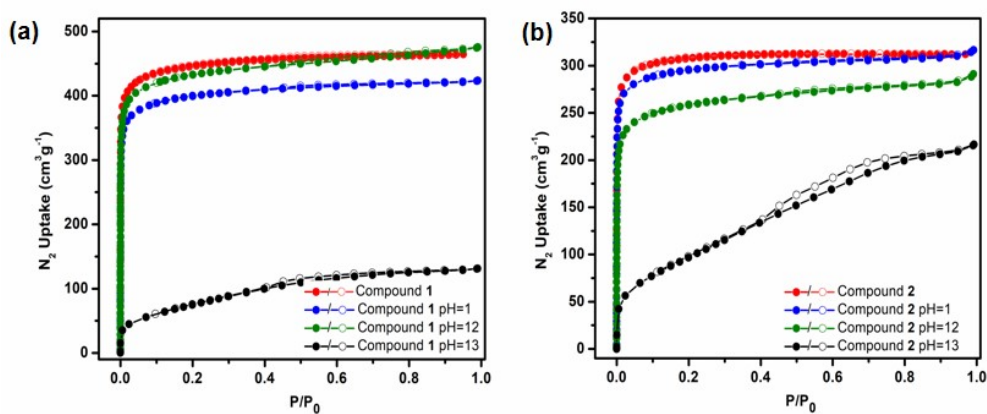 (a)
N₂ Uptake (cm³g⁻¹)
500
400
300
200
100
0
Compound 1
Compound 1 pH=1
Compound 1 pH=12
Compound 1 pH=13
0.0 0.2 0.4 0.6 0.8 1.0
P/P₀
(b)
N₂ Uptake (cm³g⁻¹)
350
300
250
200
150
100
50
0
Compound 2
Compound 2 pH=1
Compound 2 pH=12
Compound 2 pH=13
0.0 0.2 0.4 0.6 0.8 1.0
P/P₀